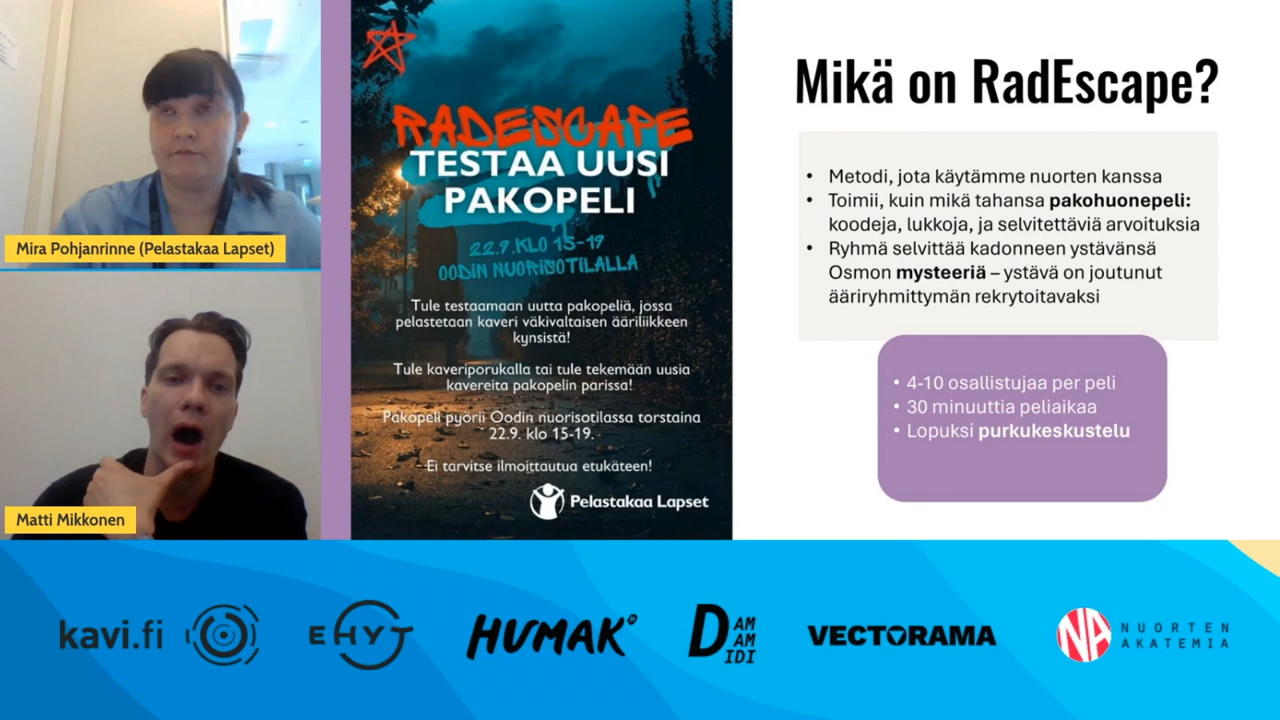 Mira Pohjanrinne (Pelastakaa Lapset)
Matti Mikkonen
RADESCAPE
TESTAA UUSI
PAKOPELI
22.9. KLO 15-19
OODIN NUORISOTILALLA
Tule testaamaan uutta pakopeliä, jossa
pelastetaan kaveri väkivaltaisen ääriliikkeen
kynsistä!
Tule kaveriporukalla tai tule tekemään uusia
kavereita pakopelin parissa!
Pakopeli pyörii Oodin nuorisotilassa torstaina
22.9. klo 15-19.
Ei tarvitse ilmoittautua etukäteen!
Pelastakaa Lapset
Mikä on RadEscape?
• Metodi, jota käytämme nuorten kanssa
• Toimii, kuin mikä tahansa pakohuonepeli:
koodeja, lukkoja, ja selvitettäviä arvoituksia
• Ryhmä selvittää kadonneen ystävänsä
Osmon mysteeriä – ystävä on joutunut
ääriryhmittymän rekrytoitavaksi
• 4-10 osallistujaa per peli
• 30 minuuttia peliaikaa
• Lopuksi purkukeskustelu
kavi.fi
EHYT
HUMAK
DAM
AM
IDI
VECTORAMA
NA NUORTEN
AKATEMIA